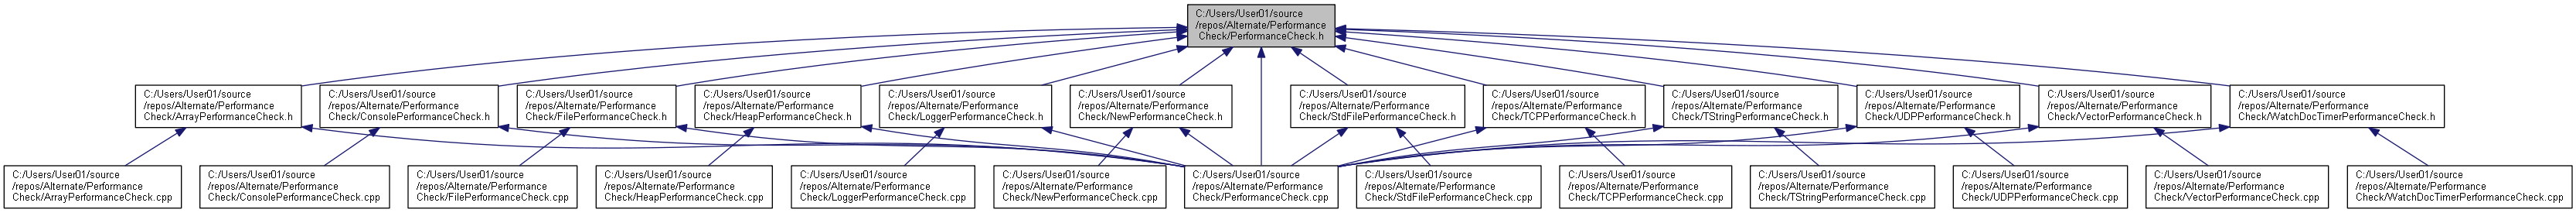 C:/Users/User01/source
/repos/Alternate/Performance
Check/PerformanceCheck.h
C:/Users/User01/source
/repos/Alternate/Performance
Check/ArrayPerformanceCheck.h
C:/Users/User01/source
/repos/Alternate/Performance
Check/ConsolePerformanceCheck.h
C:/Users/User01/source
/repos/Alternate/Performance
Check/FilePerformanceCheck.h
C:/Users/User01/source
/repos/Alternate/Performance
Check/HeapPerformanceCheck.h
C:/Users/User01/source
/repos/Alternate/Performance
Check/LoggerPerformanceCheck.h
C:/Users/User01/source
/repos/Alternate/Performance
Check/NewPerformanceCheck.h
C:/Users/User01/source
/repos/Alternate/Performance
Check/StdFilePerformanceCheck.h
C:/Users/User01/source
/repos/Alternate/Performance
Check/TCPPerformanceCheck.h
C:/Users/User01/source
/repos/Alternate/Performance
Check/TStringPerformanceCheck.h
C:/Users/User01/source
/repos/Alternate/Performance
Check/UDPPerformanceCheck.h
C:/Users/User01/source
/repos/Alternate/Performance
Check/VectorPerformanceCheck.h
C:/Users/User01/source
/repos/Alternate/Performance
Check/WatchDocTimerPerformanceCheck.h
C:/Users/User01/source
/repos/Alternate/Performance
Check/ArrayPerformanceCheck.cpp
C:/Users/User01/source
/repos/Alternate/Performance
Check/ConsolePerformanceCheck.cpp
C:/Users/User01/source
/repos/Alternate/Performance
Check/FilePerformanceCheck.cpp
C:/Users/User01/source
/repos/Alternate/Performance
Check/HeapPerformanceCheck.cpp
C:/Users/User01/source
/repos/Alternate/Performance
Check/LoggerPerformanceCheck.cpp
C:/Users/User01/source
/repos/Alternate/Performance
Check/NewPerformanceCheck.cpp
C:/Users/User01/source
/repos/Alternate/Performance
Check/PerformanceCheck.cpp
C:/Users/User01/source
/repos/Alternate/Performance
Check/StdFilePerformanceCheck.cpp
C:/Users/User01/source
/repos/Alternate/Performance
Check/TCPPerformanceCheck.cpp
C:/Users/User01/source
/repos/Alternate/Performance
Check/TStringPerformanceCheck.cpp
C:/Users/User01/source
/repos/Alternate/Performance
Check/UDPPerformanceCheck.cpp
C:/Users/User01/source
/repos/Alternate/Performance
Check/VectorPerformanceCheck.cpp
C:/Users/User01/source
/repos/Alternate/Performance
Check/WatchDocTimerPerformanceCheck.cpp